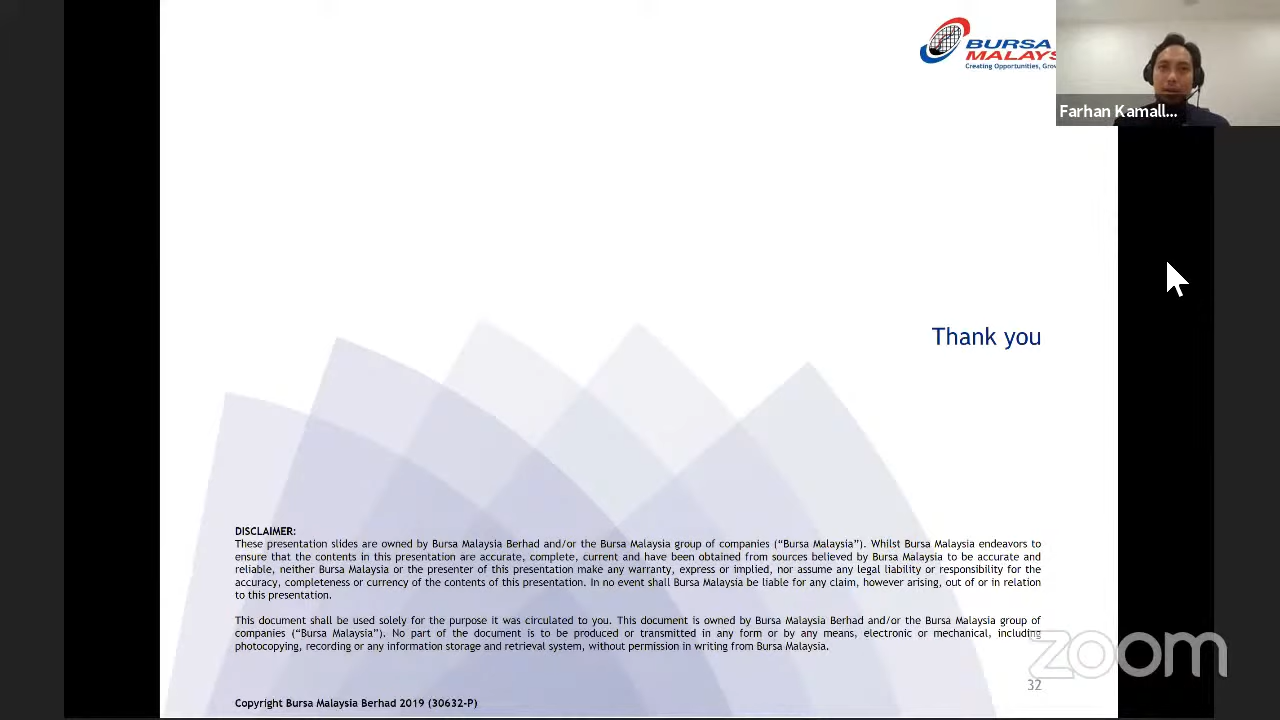 BURSA
MALAYS
Creating Opportunities, Grow
Farhan Kamall...
Thank you
DISCLAIMER:
These presentation slides are owned by Bursa Malaysia Berhad and/or the Bursa Malaysia group of companies (“Bursa Malaysia”). Whilst Bursa Malaysia endeavors to
ensure that the contents in this presentation are accurate, complete, current and have been obtained from sources believed by Bursa Malaysia to be accurate and
reliable, neither Bursa Malaysia or the presenter of this presentation make any warranty, express or implied, nor assume any legal liability or responsibility for the
accuracy, completeness or currency of the contents of this presentation. In no event shall Bursa Malaysia be liable for any claim, however arising, out of or in relation
to this presentation.
This document shall be used solely for the purpose it was circulated to you. This document is owned by Bursa Malaysia Berhad and/or the Bursa Malaysia group of
companies (“Bursa Malaysia”). No part of the document is to be produced or transmitted in any form or by any means, electronic or mechanical, including
photocopying, recording or any information storage and retrieval system, without permission in writing from Bursa Malaysia.
zoom
32
Copyright Bursa Malaysia Berhad 2019 (30632-P)